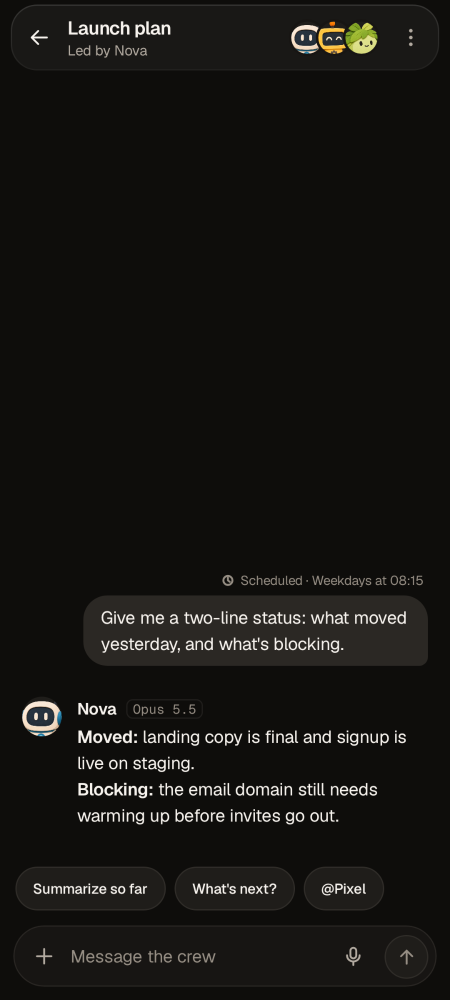 Launch plan
Led by Nova
Scheduled · Weekdays at 08:15
Give me a two-line status: what moved
yesterday, and what's blocking.
Nova Opus 5.5
Moved: landing copy is final and signup is
live on staging.
Blocking: the email domain still needs
warming up before invites go out.
Summarize so far
What's next?
@Pixel
Message the crew